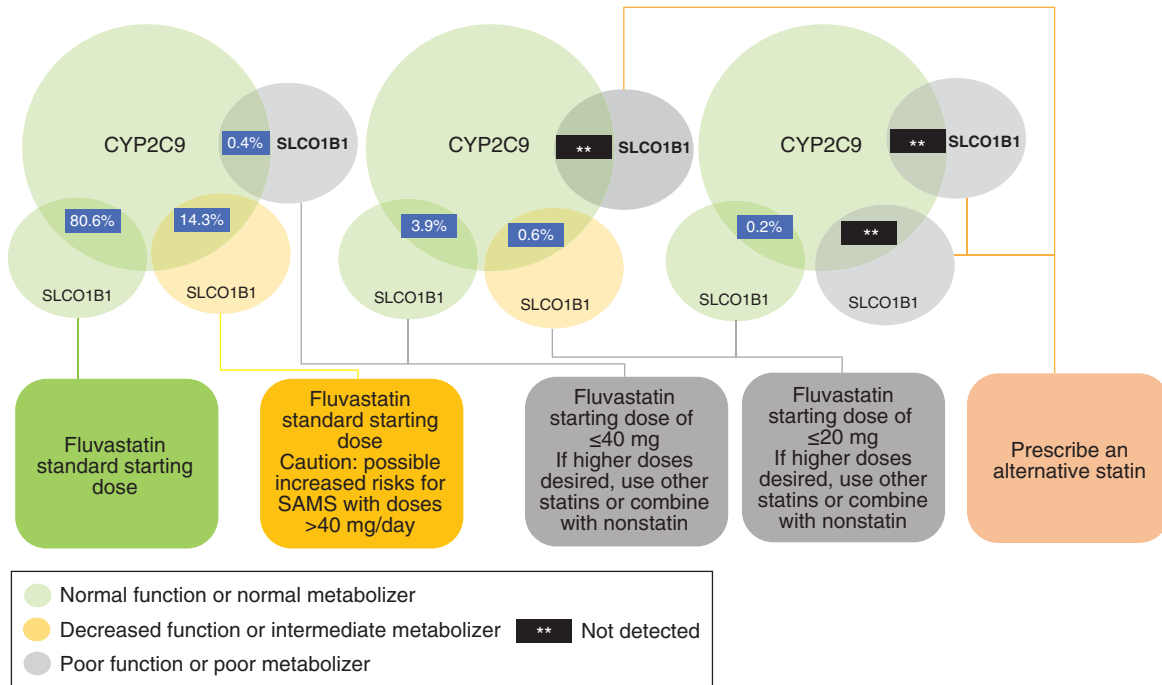 CYP2C9
0.4%
SLCO1B1
80.6%
14.3%
SLCO1B1
SLCO1B1
CYP2C9
**
SLCO1B1
3.9%
0.6%
SLCO1B1
SLCO1B1
CYP2C9
**
SLCO1B1
0.2%
**
SLCO1B1
SLCO1B1
Fluvastatin
standard starting
dose
Fluvastatin
standard starting
dose
Caution: possible
increased risks for
SAMS with doses
>40 mg/day
Fluvastatin
starting dose of
≤40 mg
If higher doses
desired, use other
statins or combine
with nonstatin
Fluvastatin
starting dose of
≤20 mg
If higher doses
desired, use other
statins or combine
with nonstatin
Prescribe an
alternative statin
Normal function or normal metabolizer
Decreased function or intermediate metabolizer ** Not detected
Poor function or poor metabolizer